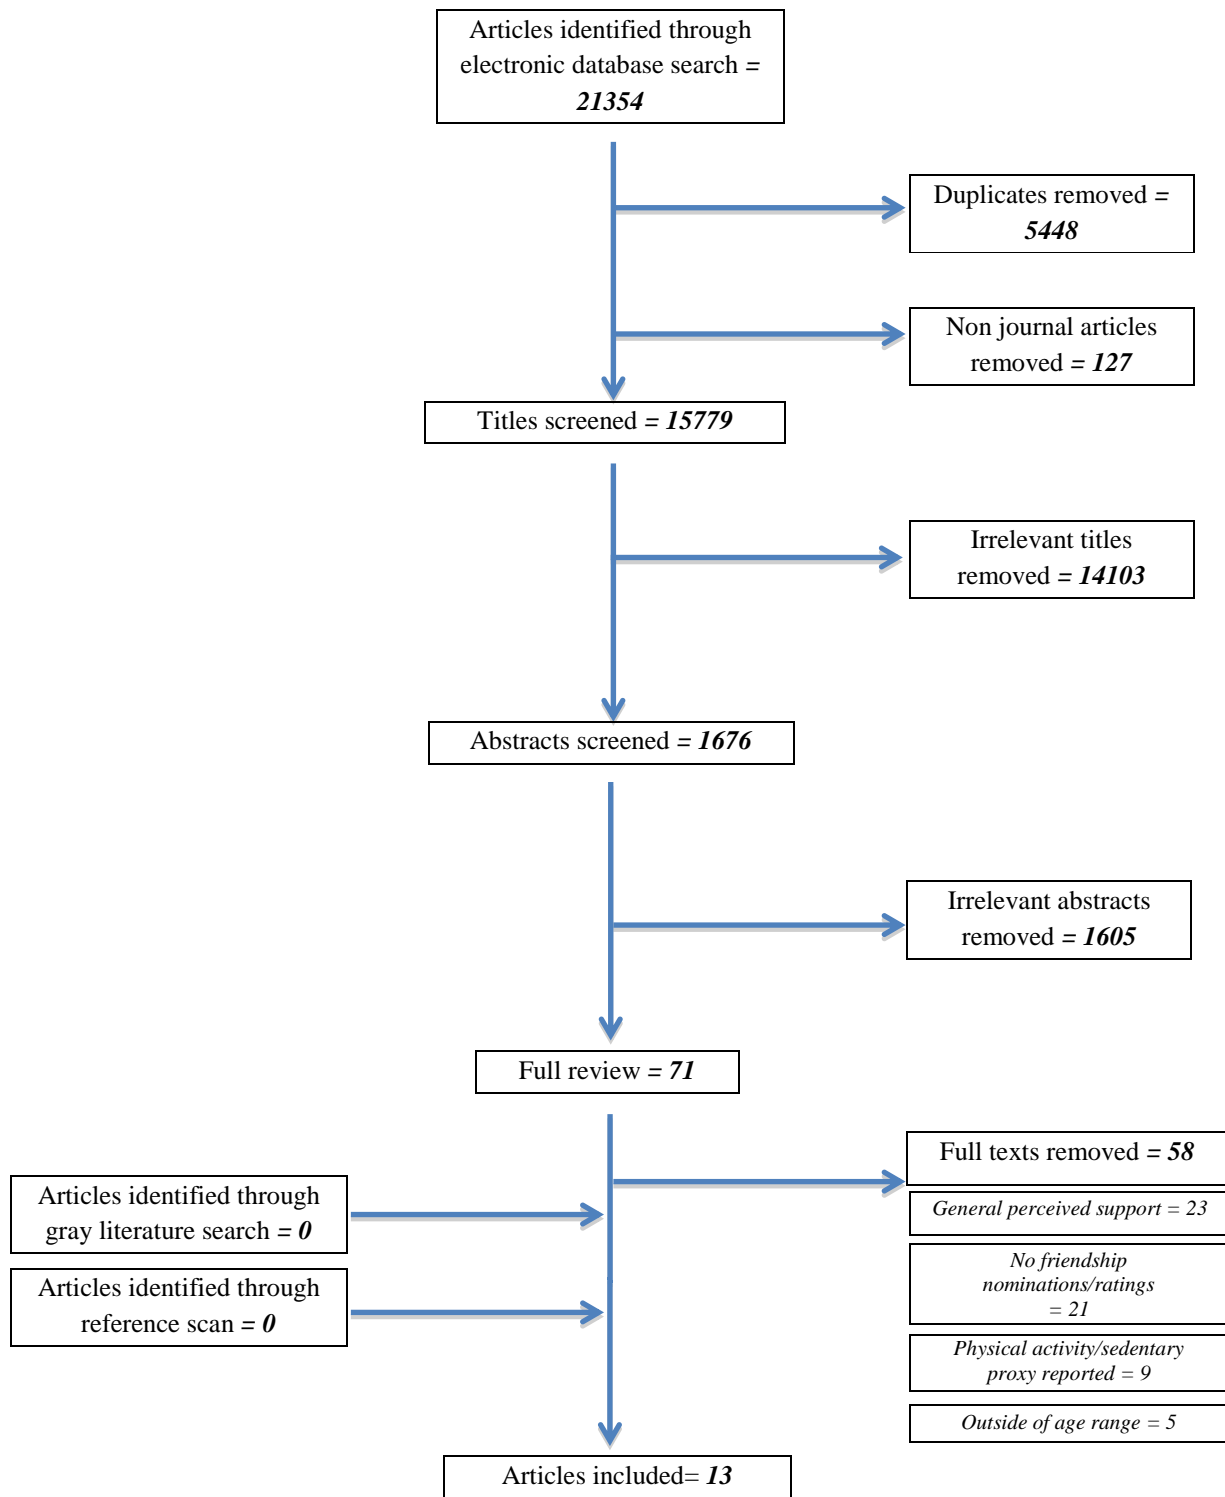 Articles identified through
electronic database search =
21354
Duplicates removed =
5448
Non journal articles
removed = 127
Titles screened = 15779
Irrelevant titles
removed = 14103
Abstracts screened = 1676
Irrelevant abstracts
removed = 1605
Full review = 71
Full texts removed = 58
General perceived support = 23
No friendship
nominations/ratings
= 21
Physical activity/sedentary
proxy reported = 9
Outside of age range = 5
Articles identified through
gray literature search = 0
Articles identified through
reference scan = 0
Articles included= 13